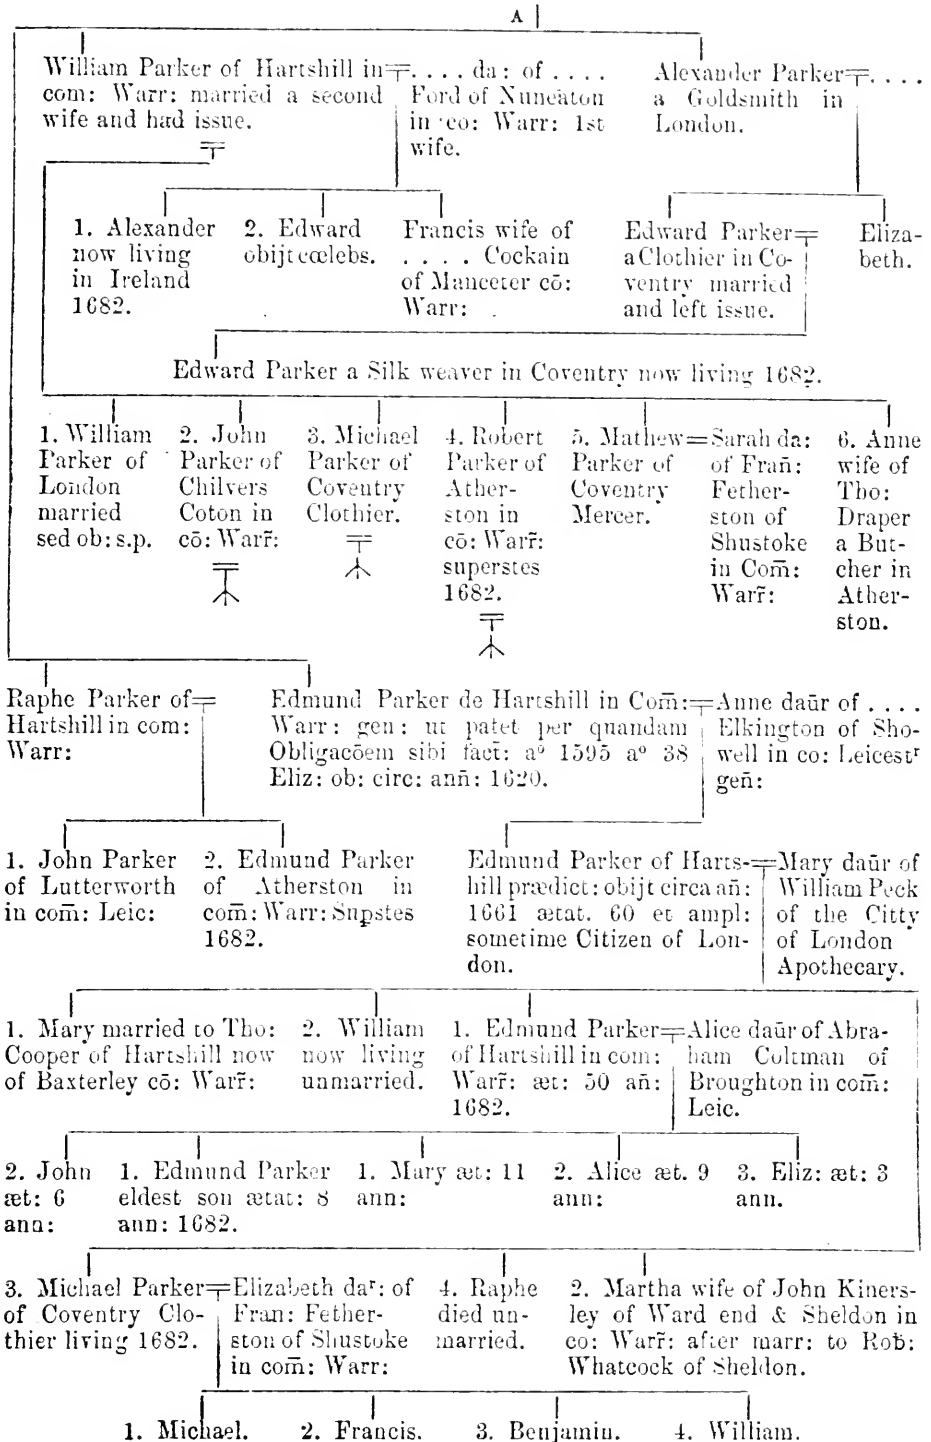 A
William Parker of Hartshill in
com: Warr: married a second
wife and had issue.
. . . . da: of . . . .
Ford of Nuneaton
in co: Warr: 1st
wife.
Alexander Parker
a Goldsmith in
London.
. . . .
1. Alexander
now living
in Ireland
1682.
2. Edward
obijt cœlebs.
Francis wife of
. . . . Cockain
of Manceter cō:
Warr:
Edward Parker
a Clothier in Co-
ventry married
and left issue.
Eliza-
beth.
Edward Parker a Silk weaver in Coventry now living 1682.
1. William
Parker of
London
married
sed ob: s.p.
2. John
Parker of
Chilvers
Coton in
cō: Warr̃:
3. Michael
Parker of
Coventry
Clothier.
4. Robert
Parker of
Ather-
ston in
cō: Warr̃:
superstes
1682.
5. Mathew
Parker of
Coventry
Mercer.
Sarah da:
of Frañ:
Fether-
ston of
Shustoke
in Com̄:
Warr̃:
6. Anne
wife of
Tho:
Draper
a But-
cher in
Ather-
ston.
Raphe Parker of
Hartshill in com:
Warr:
Edmund Parker de Hartshill in Com̄:
Warr: gen: ut patet per quandam
Obligacōem sibi fact̄: aº 1595 aº 38
Eliz: ob: circ: anñ: 1620.
Anne daūr of . . . .
Elkington of Sho-
well in co: Leicestʳ
geñ:
1. John Parker
of Lutterworth
in com̄: Leic:
2. Edmund Parker
of Atherston in
com̄: Warr: Supstes
1682.
Edmund Parker of Harts-
hill prædict: obijt circa añ:
1661 ætat. 60 et ampl:
sometime Citizen of Lon-
don.
Mary daūr of
William Peck
of the Citty
of London
Apothecary.
1. Mary married to Tho:
Cooper of Hartshill now
of Baxterley cō: Warr̃:
2. William
now living
unmarried.
1. Edmund Parker
of Hartshill in com:
Warr̃: æt: 50 añ:
1682.
Alice daūr of Abra-
ham Coltman of
Broughton in com̄:
Leic.
2. John
æt: 6
ann:
1. Edmund Parker
eldest son ætat: 8
ann: 1682.
1. Mary æt: 11
ann:
2. Alice æt. 9
ann:
3. Eliz: æt: 3
ann.
3. Michael Parker
of Coventry Clo-
thier living 1682.
Elizabeth daʳ: of
Fran: Fether-
ston of Shustoke
in com̄: Warr:
4. Raphe
died un-
married.
2. Martha wife of John Kiners-
ley of Ward end & Sheldon in
co: Warr̃: after marr: to Rob̄:
Whatcock of Sheldon.
1. Michael.
2. Francis.
3. Benjamin.
4. William.